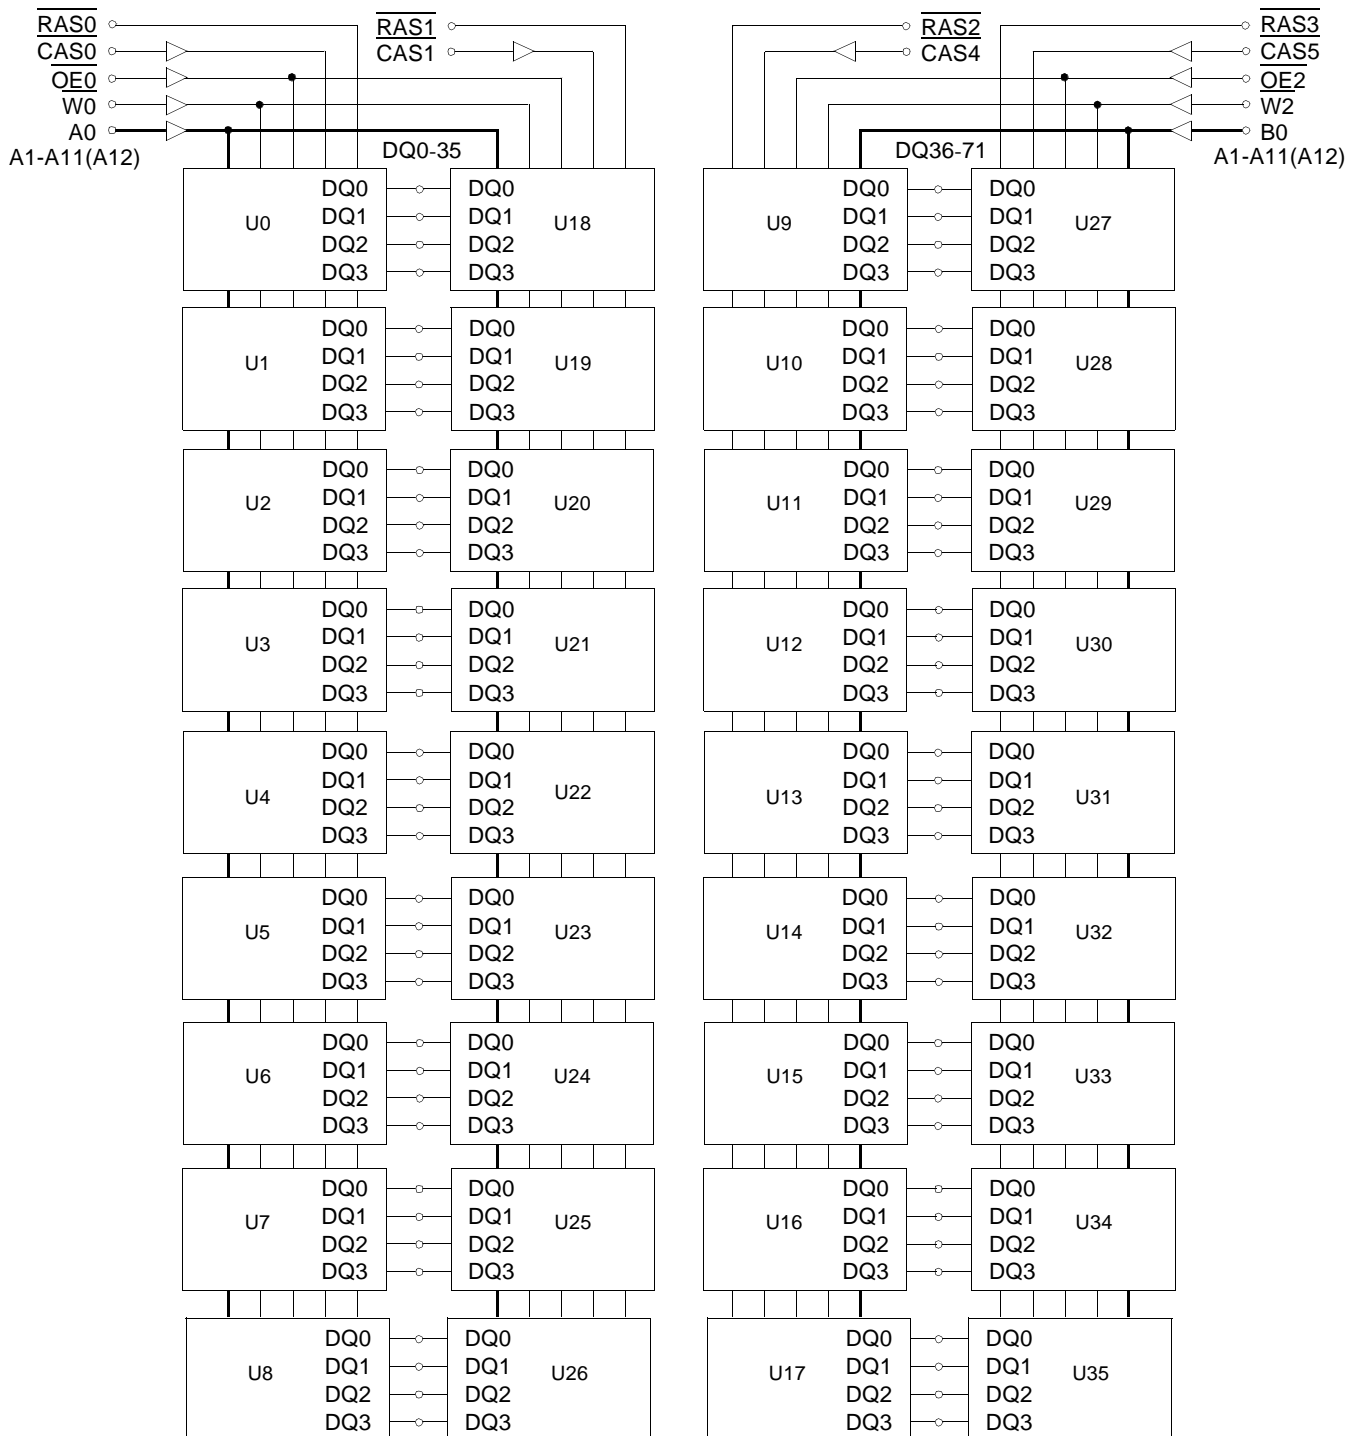 RAS0 RAS1 RAS2 RAS3
CAS0 CAS1 CAS4 CAS5
OE0 OE2
W0 W2
A0 B0
A1-A11(A12) DQ0-35 DQ36-71 A1-A11(A12)
DQ0 DQ0 DQ0 DQ0
DQ1 DQ1 DQ1 DQ1
U0 U18 U9 U27
DQ2 DQ2 DQ2 DQ2
DQ3 DQ3 DQ3 DQ3
DQ0 DQ0 DQ0 DQ0
DQ1 DQ1 DQ1 DQ1
U1 U19 U10 U28
DQ2 DQ2 DQ2 DQ2
DQ3 DQ3 DQ3 DQ3
DQ0 DQ0 DQ0 DQ0
DQ1 DQ1 DQ1 DQ1
U2 U20 U11 U29
DQ2 DQ2 DQ2 DQ2
DQ3 DQ3 DQ3 DQ3
DQ0 DQ0 DQ0 DQ0
DQ1 DQ1 DQ1 DQ1
U3 U21 U12 U30
DQ2 DQ2 DQ2 DQ2
DQ3 DQ3 DQ3 DQ3
DQ0 DQ0 DQ0 DQ0
DQ1 DQ1 DQ1 DQ1
U4 U22 U13 U31
DQ2 DQ2 DQ2 DQ2
DQ3 DQ3 DQ3 DQ3
DQ0 DQ0 DQ0 DQ0
DQ1 DQ1 DQ1 DQ1
U5 U23 U14 U32
DQ2 DQ2 DQ2 DQ2
DQ3 DQ3 DQ3 DQ3
DQ0 DQ0 DQ0 DQ0
DQ1 DQ1 DQ1 DQ1
U6 U24 U15 U33
DQ2 DQ2 DQ2 DQ2
DQ3 DQ3 DQ3 DQ3
DQ0 DQ0 DQ0 DQ0
DQ1 DQ1 DQ1 DQ1
U7 U25 U16 U34
DQ2 DQ2 DQ2 DQ2
DQ3 DQ3 DQ3 DQ3
DQ0 DQ0 DQ0 DQ0
DQ1 DQ1 DQ1 DQ1
U8 U26 U17 U35
DQ2 DQ2 DQ2 DQ2
DQ3 DQ3 DQ3 DQ3